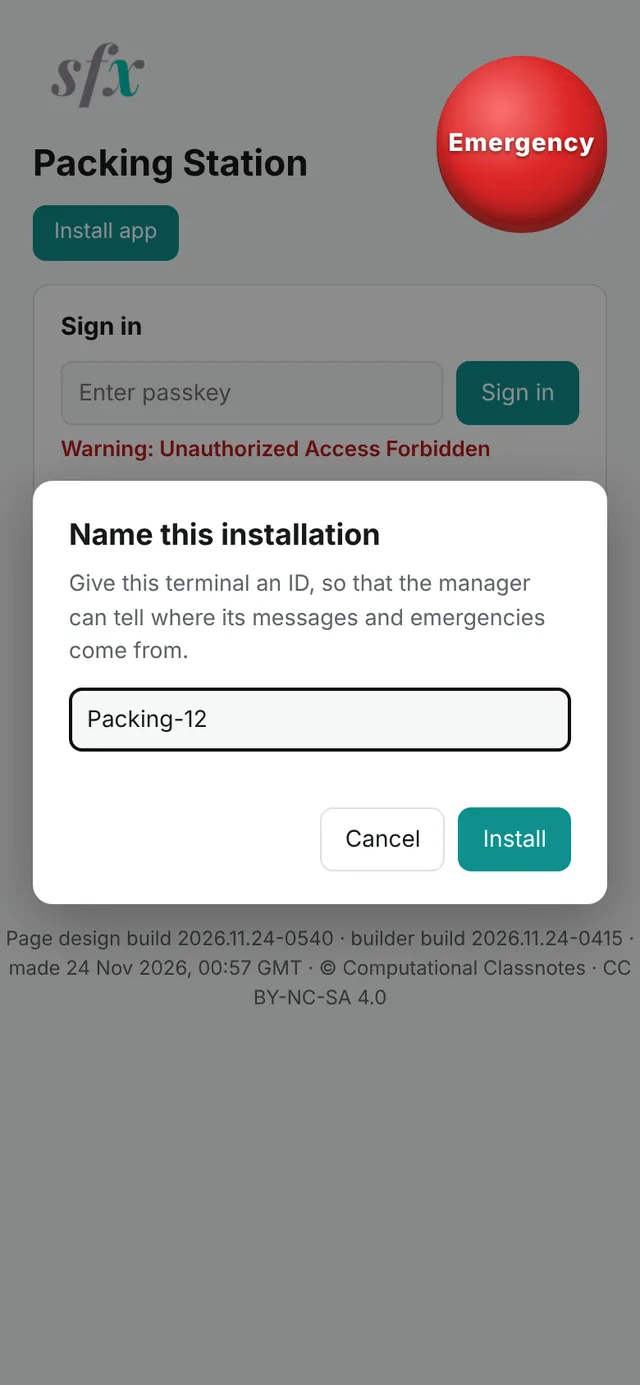 sfx
Emergency
Packing Station
Install app
Sign in
Enter passkey
Sign in
Warning: Unauthorized Access Forbidden
Name this installation
Give this terminal an ID, so that the manager
can tell where its messages and emergencies
come from.
Packing-12
Cancel
Install
Page design build 2026.11.24-0540 · builder build 2026.11.24-0415 ·
made 24 Nov 2026, 00:57 GMT · © Computational Classnotes · CC
BY-NC-SA 4.0